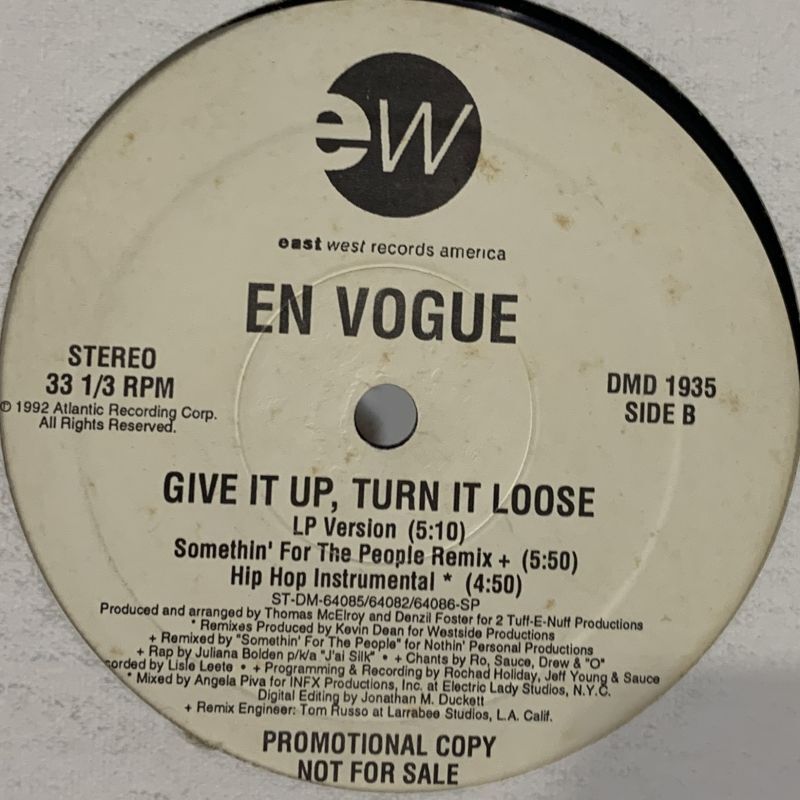 eW
east west records america
EN VOGUE
STEREO
33 1/3 RPM
℗ 1992 Atlantic Recording Corp.
All Rights Reserved.
DMD 1935
SIDE B
GIVE IT UP, TURN IT LOOSE
LP Version (5:10)
Somethin' For The People Remix + (5:50)
Hip Hop Instrumental * (4:50)
ST-DM-64085/64082/64086-SP
Produced and arranged by Thomas McElroy and Denzil Foster for 2 Tuff-E-Nuff Productions
* Remixes Produced by Kevin Dean for Westside Productions
+ Remixed by "Somethin' For The People" for Nothin' Personal Productions
+ Rap by Juliana Bolden p/k/a "J'ai Silk" • + Chants by Ro, Sauce, Drew & "O"
corded by Lisle Leete • + Programming & Recording by Rochad Holiday, Jeff Young & Sauce
* Mixed by Angela Piva for INFX Productions, Inc. at Electric Lady Studios, N.Y.C.
Digital Editing by Jonathan M. Duckett
+ Remix Engineer: Tom Russo at Larrabee Studios, L.A. Calif.
PROMOTIONAL COPY
NOT FOR SALE